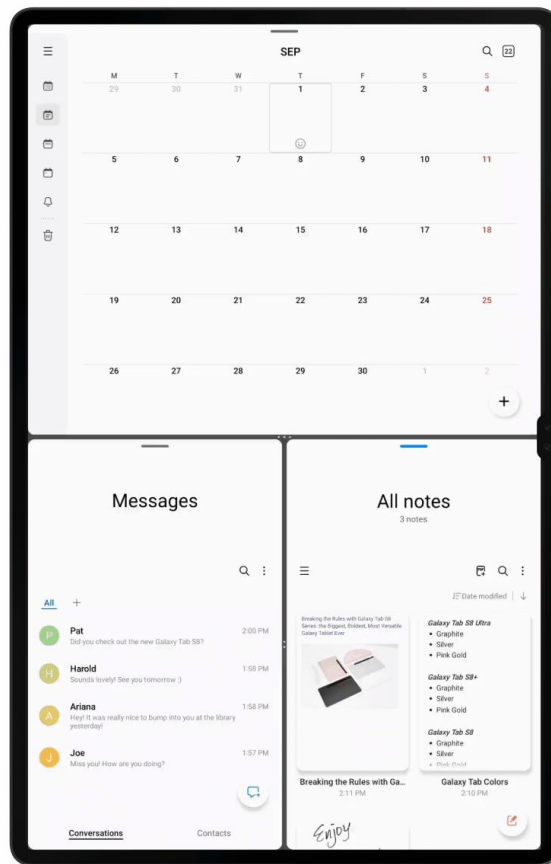 SEP
22
M T W T F S S
29 30 31 1 2 3 4
5 6 7 8 9 10 11
12 13 14 15 16 17 18
19 20 21 22 23 24 25
26 27 28 29 30 1 2
+
Messages
All +
Pat 2:00 PM
Did you check out the new Galaxy Tab S8?
Harold 1:58 PM
Sounds lovely! See you tomorrow :)
Ariana 1:58 PM
Hey! It was really nice to bump into you at the library
yesterday!
Joe 1:57 PM
Miss you! How are you doing?
P
H
A
J
Conversations Contacts
All notes
3 notes
Date modified
Breaking the Rules with Galaxy Tab S8
Series: the Biggest, Boldest, Most Versatile
Galaxy Tablet Ever
Breaking the Rules with Ga...
2:11 PM
Galaxy Tab S8 Ultra
• Graphite
• Silver
• Pink Gold
Galaxy Tab S8+
• Graphite
• Silver
• Pink Gold
Galaxy Tab S8
• Graphite
• Silver
• Pink Gold
Galaxy Tab Colors
2:10 PM
Enjoy